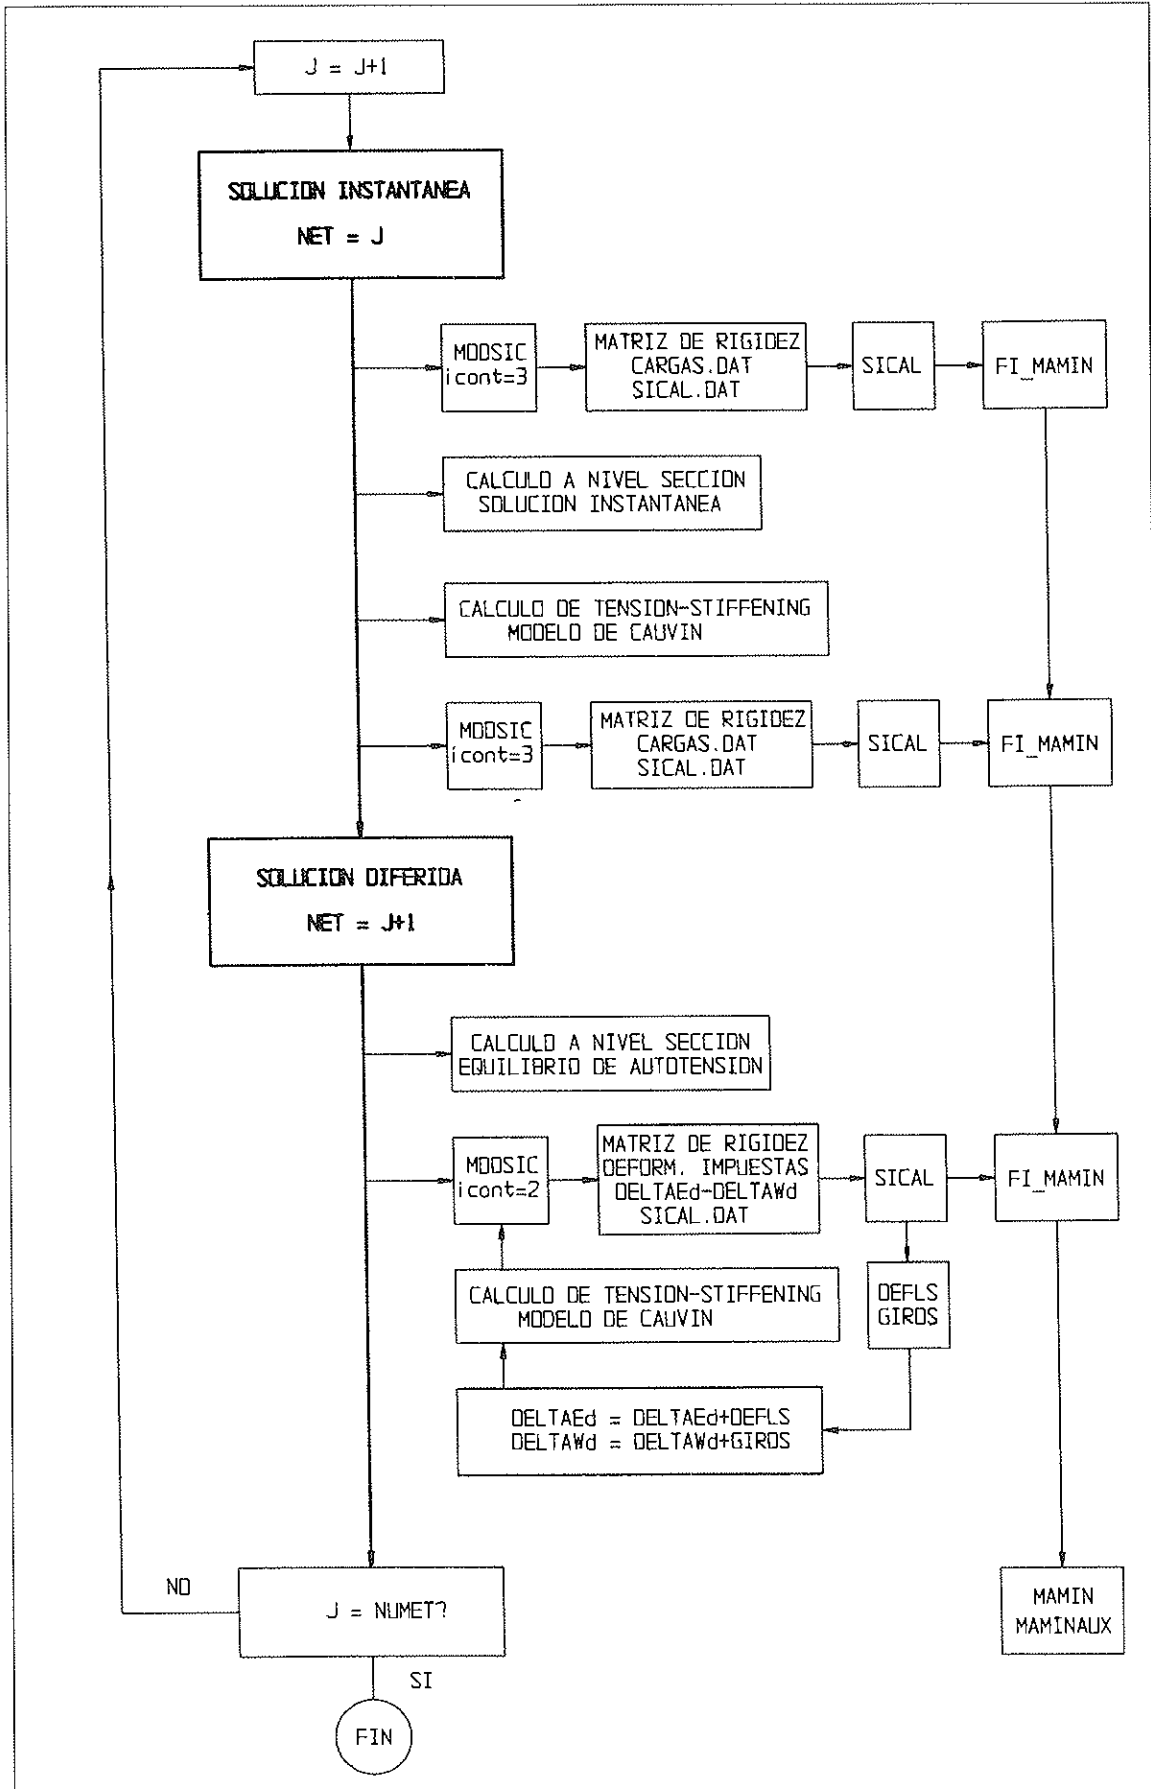 J = J+1
SOLUCION INSTANTANEA
NET = J
MODSIC
icont=3
MATRIZ DE RIGIDEZ
CARGAS.DAT
SICAL.DAT
SICAL
FI_MAMIN
CALCULO A NIVEL SECCION
SOLUCION INSTANTANEA
CALCULO DE TENSION-STIFFENING
MODELO DE CAUVIN
MODSIC
icont=3
MATRIZ DE RIGIDEZ
CARGAS.DAT
SICAL.DAT
SICAL
FI_MAMIN
SOLUCION DIFERIDA
NET = J+1
CALCULO A NIVEL SECCION
EQUILIBRIO DE AUTOTENSION
MODSIC
icont=2
MATRIZ DE RIGIDEZ
DEFORM. IMPUESTAS
DELTAEd-DELTAWd
SICAL.DAT
SICAL
FI_MAMIN
CALCULO DE TENSION-STIFFENING
MODELO DE CAUVIN
DEFLS
GIROS
DELTAEd = DELTAEd+DEFLS
DELTAWd = DELTAWd+GIROS
NO
J = NUMET?
MAMIN
MAMINAUX
SI
FIN